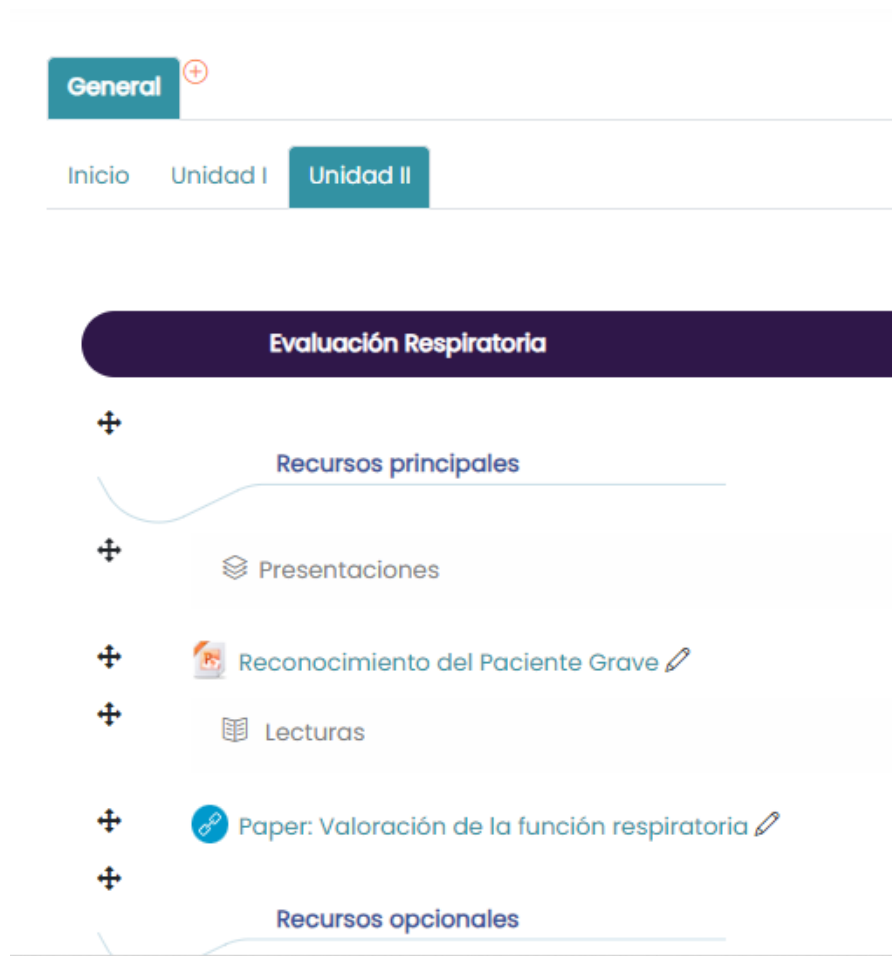 General
Inicio Unidad I Unidad II
Evaluación Respiratoria
Recursos principales
Presentaciones
Reconocimiento del Paciente Grave
Lecturas
Paper: Valoración de la función respiratoria
Recursos opcionales